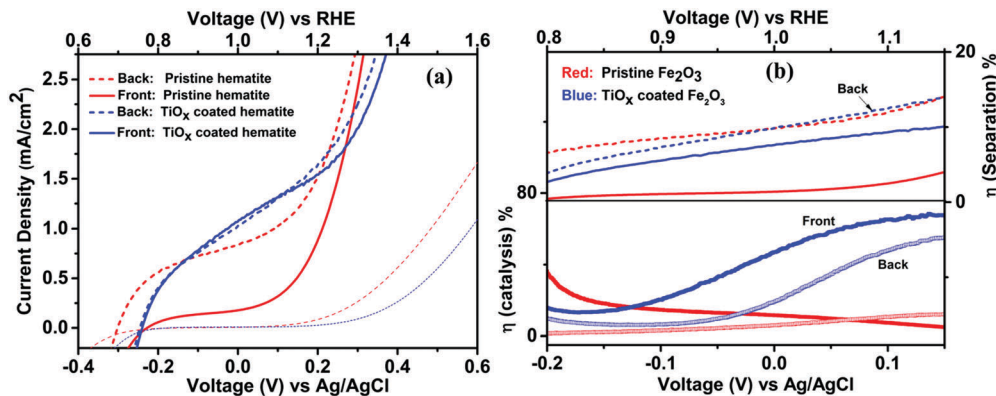 Voltage (V) vs RHE
0.6 0.8 1.0 1.2 1.4 1.6
2.5
2.0
1.5
1.0
0.5
0.0
Current Density (mA/cm²)
Back: Pristine hematite
Front: Pristine hematite
Back: TiOx coated hematite
Front: TiOx coated hematite
(a)
-0.4 -0.2 0.0 0.2 0.4 0.6
Voltage (V) vs Ag/AgCl
Voltage (V) vs RHE
0.8 0.9 1.0 1.1
20
10
0
η (Separation) %
80
0
η (catalysis) %
Red: Pristine Fe₂O₃
Blue: TiOx coated Fe₂O₃
(b)
Back
Front
Back
-0.2 -0.1 0.0 0.1
Voltage (V) vs Ag/AgCl